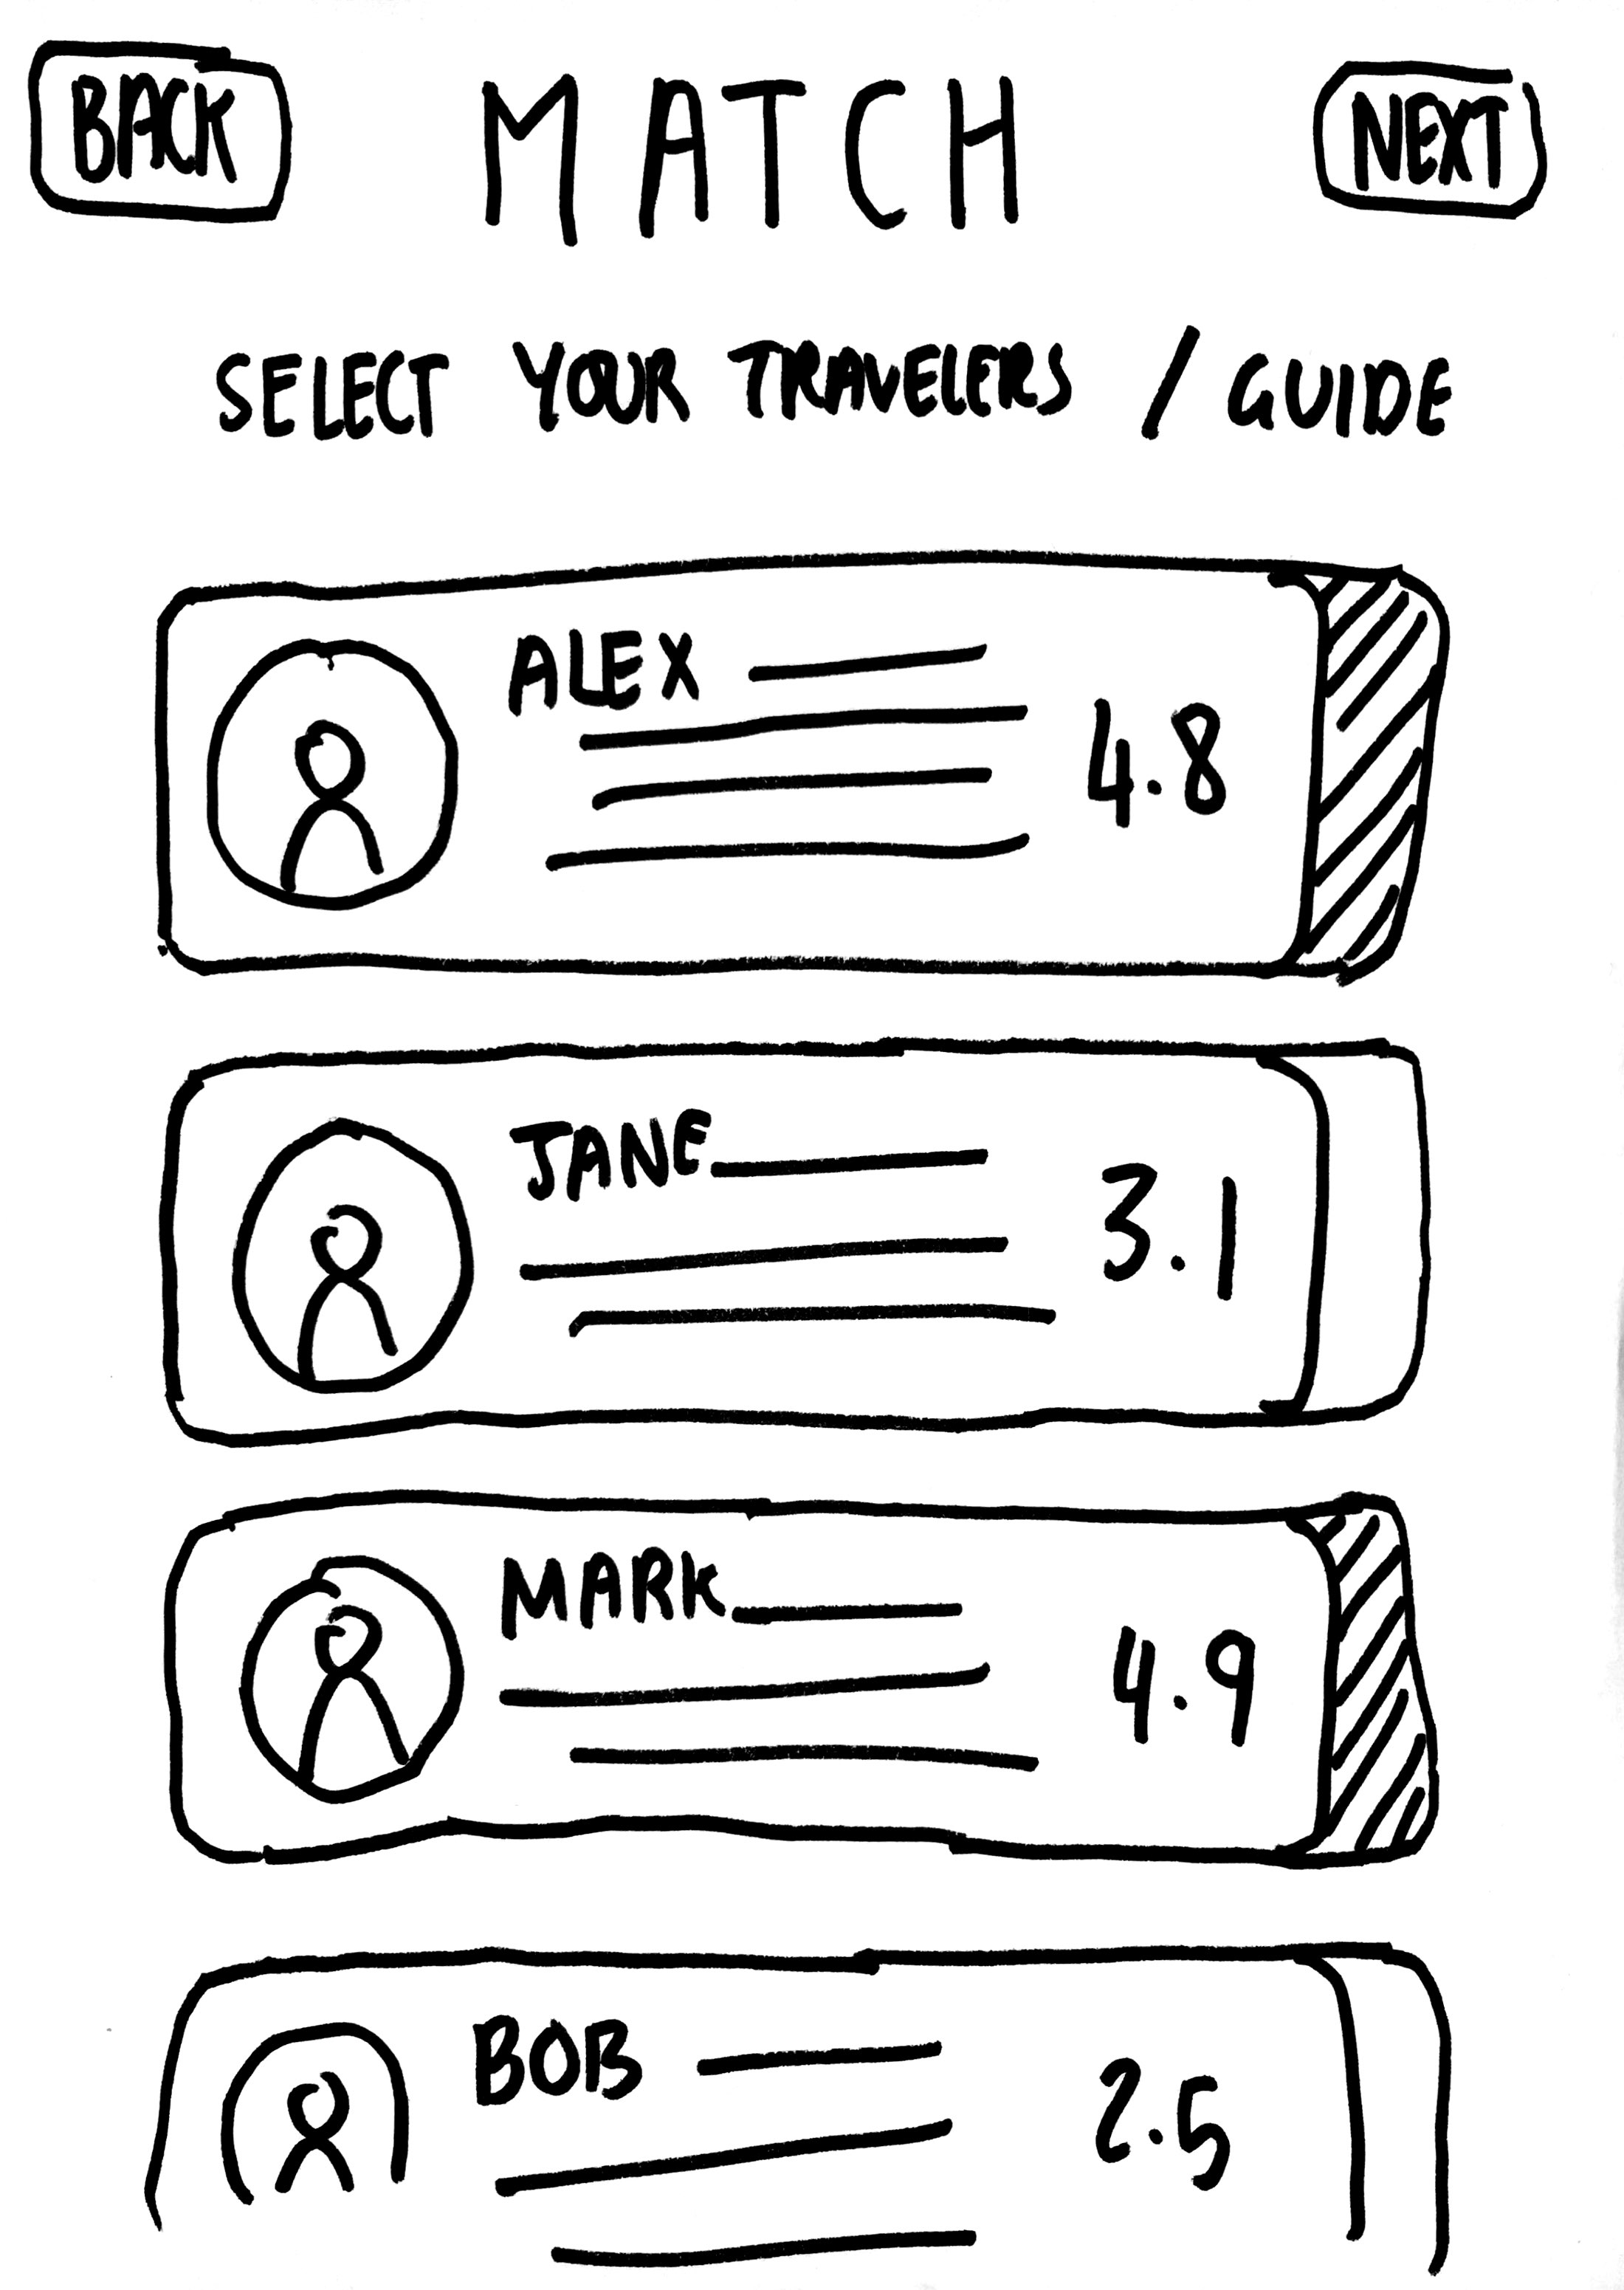 BACK MATCH NEXT
SELECT YOUR TRAVELERS / GUIDE
ALEX
4.8
JANE
3.1
MARK
4.9
BOB
2.5